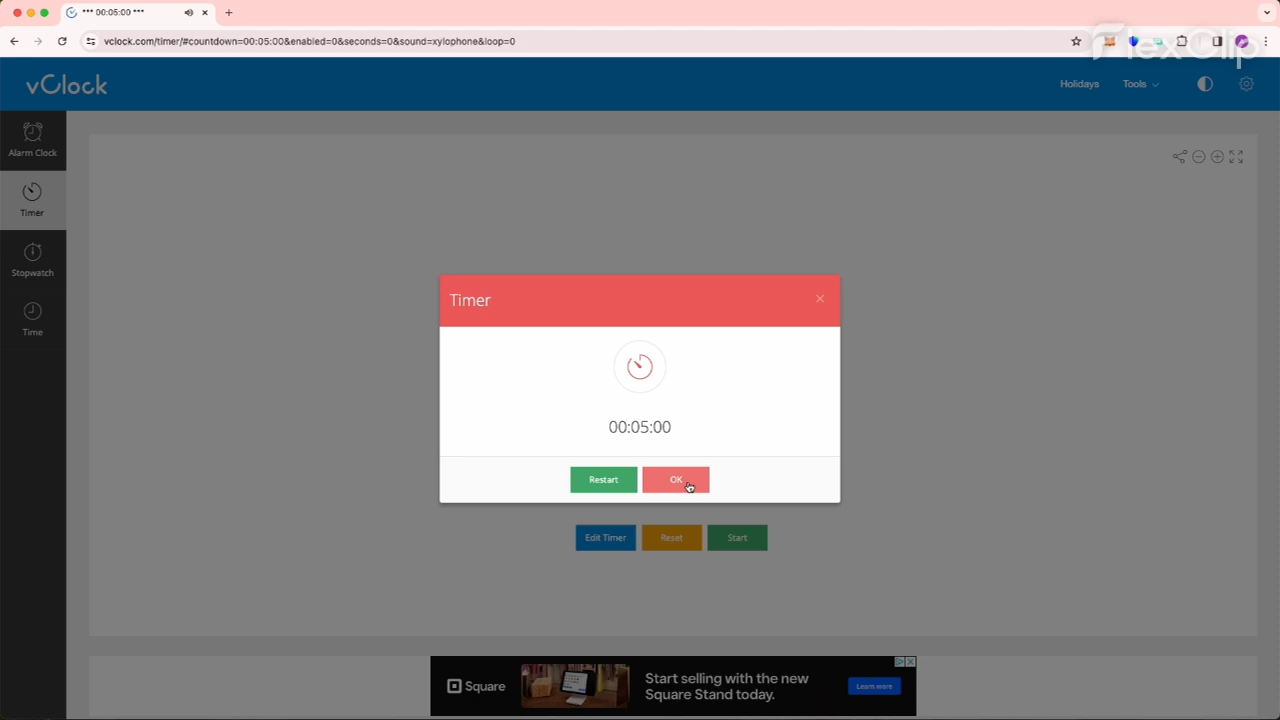 *** 00:05:00 ***
vclock.com/timer/#countdown=00:05:00&enabled=0&seconds=0&sound=xylophone&loop=0
FlexClip
vClock
Holidays
Tools
Alarm Clock
Timer
Stopwatch
Time
Timer
00:05:00
Restart
OK
Edit Timer
Reset
Start
Square
Start selling with the new
Square Stand today.
Learn more